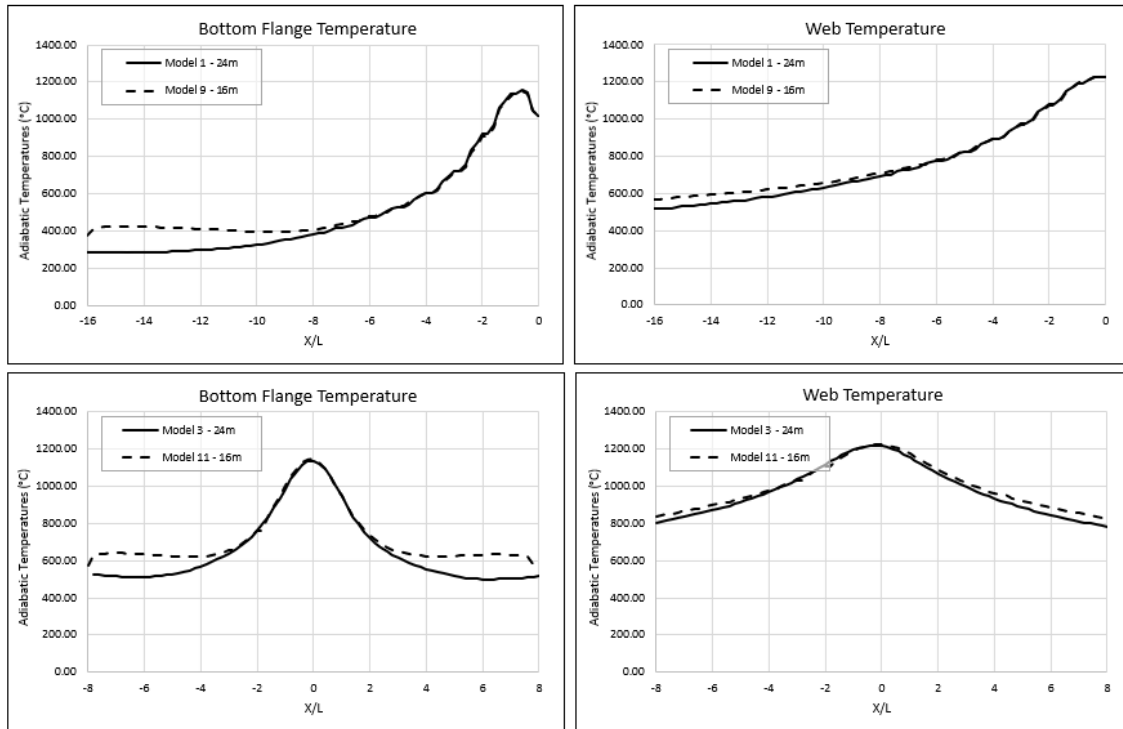 Bottom Flange Temperature
1400.00
1200.00
1000.00
800.00
600.00
400.00
200.00
0.00
Adiabatic Temperatures (°C)
Model 1 - 24m
Model 9 - 16m
-16 -14 -12 -10 -8 -6 -4 -2 0
X/L
Web Temperature
1400.00
1200.00
1000.00
800.00
600.00
400.00
200.00
0.00
Adiabatic Temperatures (°C)
Model 1 - 24m
Model 9 - 16m
-16 -14 -12 -10 -8 -6 -4 -2 0
X/L
Bottom Flange Temperature
1400.00
1200.00
1000.00
800.00
600.00
400.00
200.00
0.00
Adiabatic Temperatures (°C)
Model 3 - 24m
Model 11 - 16m
-8 -6 -4 -2 0 2 4 6 8
X/L
Web Temperature
1400.00
1200.00
1000.00
800.00
600.00
400.00
200.00
0.00
Adiabatic Temperatures (°C)
Model 3 - 24m
Model 11 - 16m
-8 -6 -4 -2 0 2 4 6 8
X/L